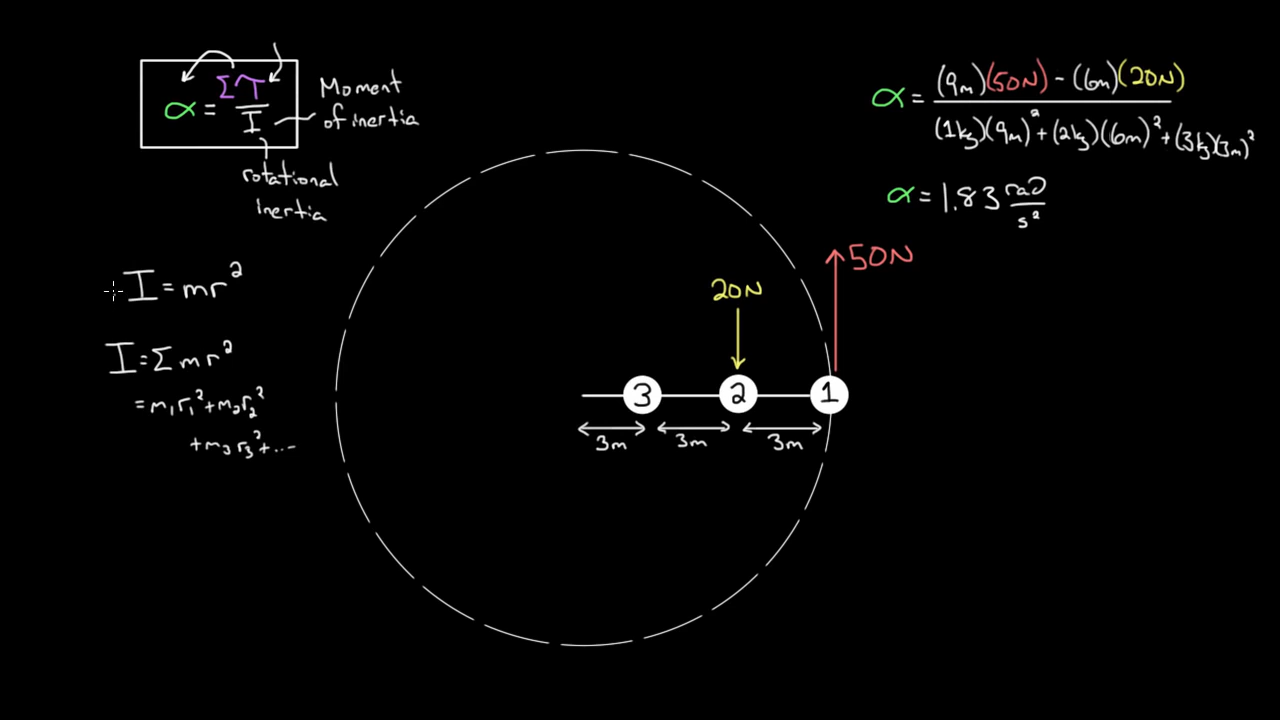 α = Στ / I
Moment
of inertia
rotational
inertia
I = mr²
I = Σmr²
= m₁r₁² + m₂r₂²
+ m₃r₃² + ...
α = (9m)(50N) - (6m)(20N) / (1kg)(9m)² + (2kg)(6m)² + (3kg)(3m)²
α = 1.83 rad/s²
50N
20N
3 2 1
3m 3m 3m